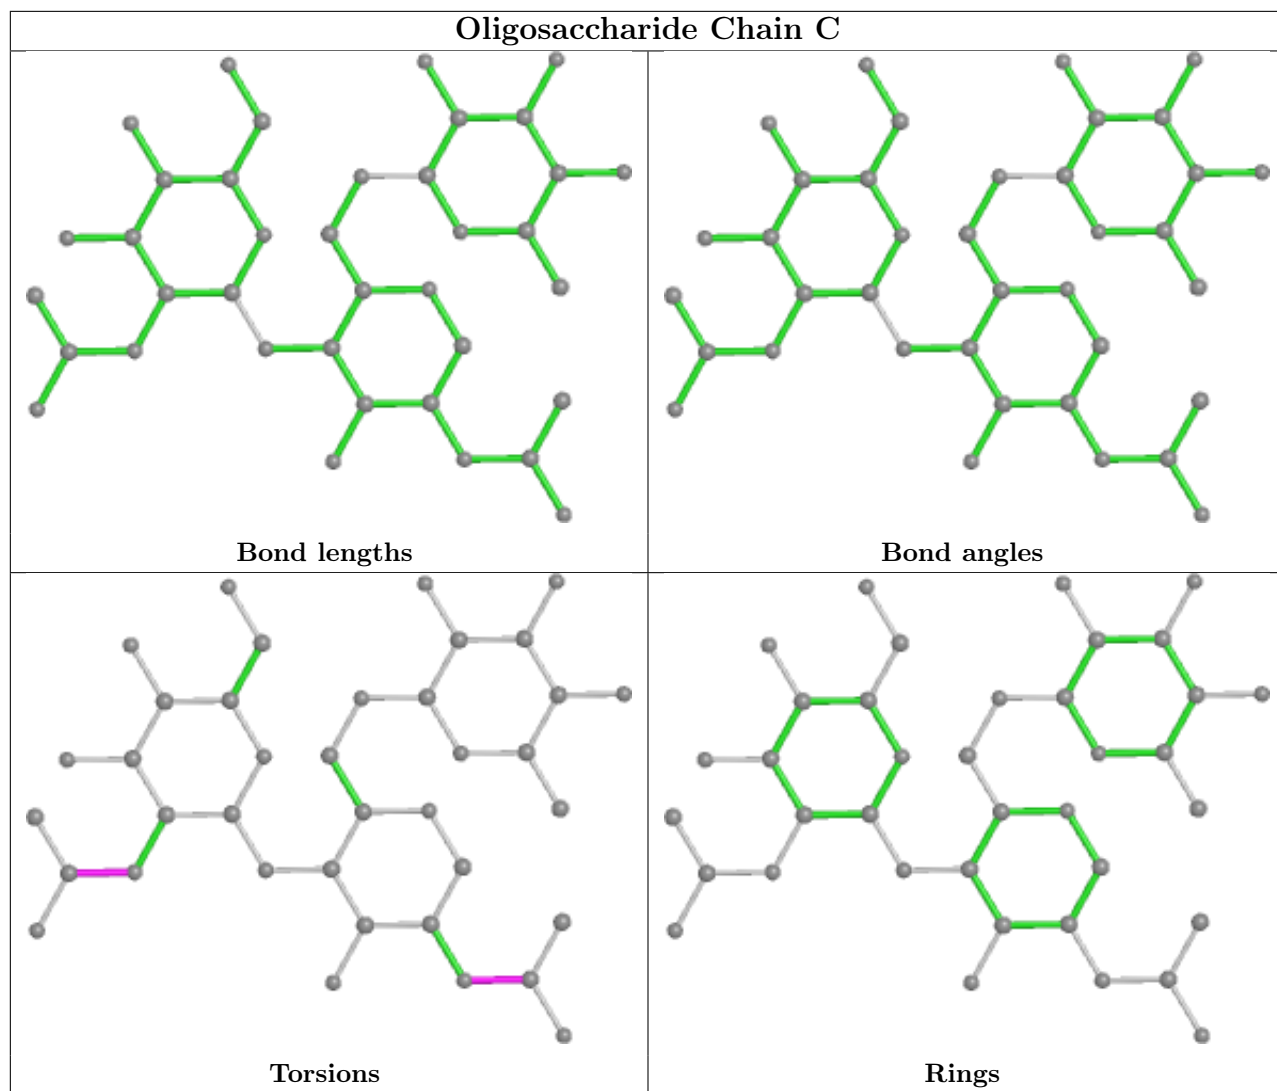 Oligosaccharide Chain C
Bond lengths
Bond angles
Torsions
Rings